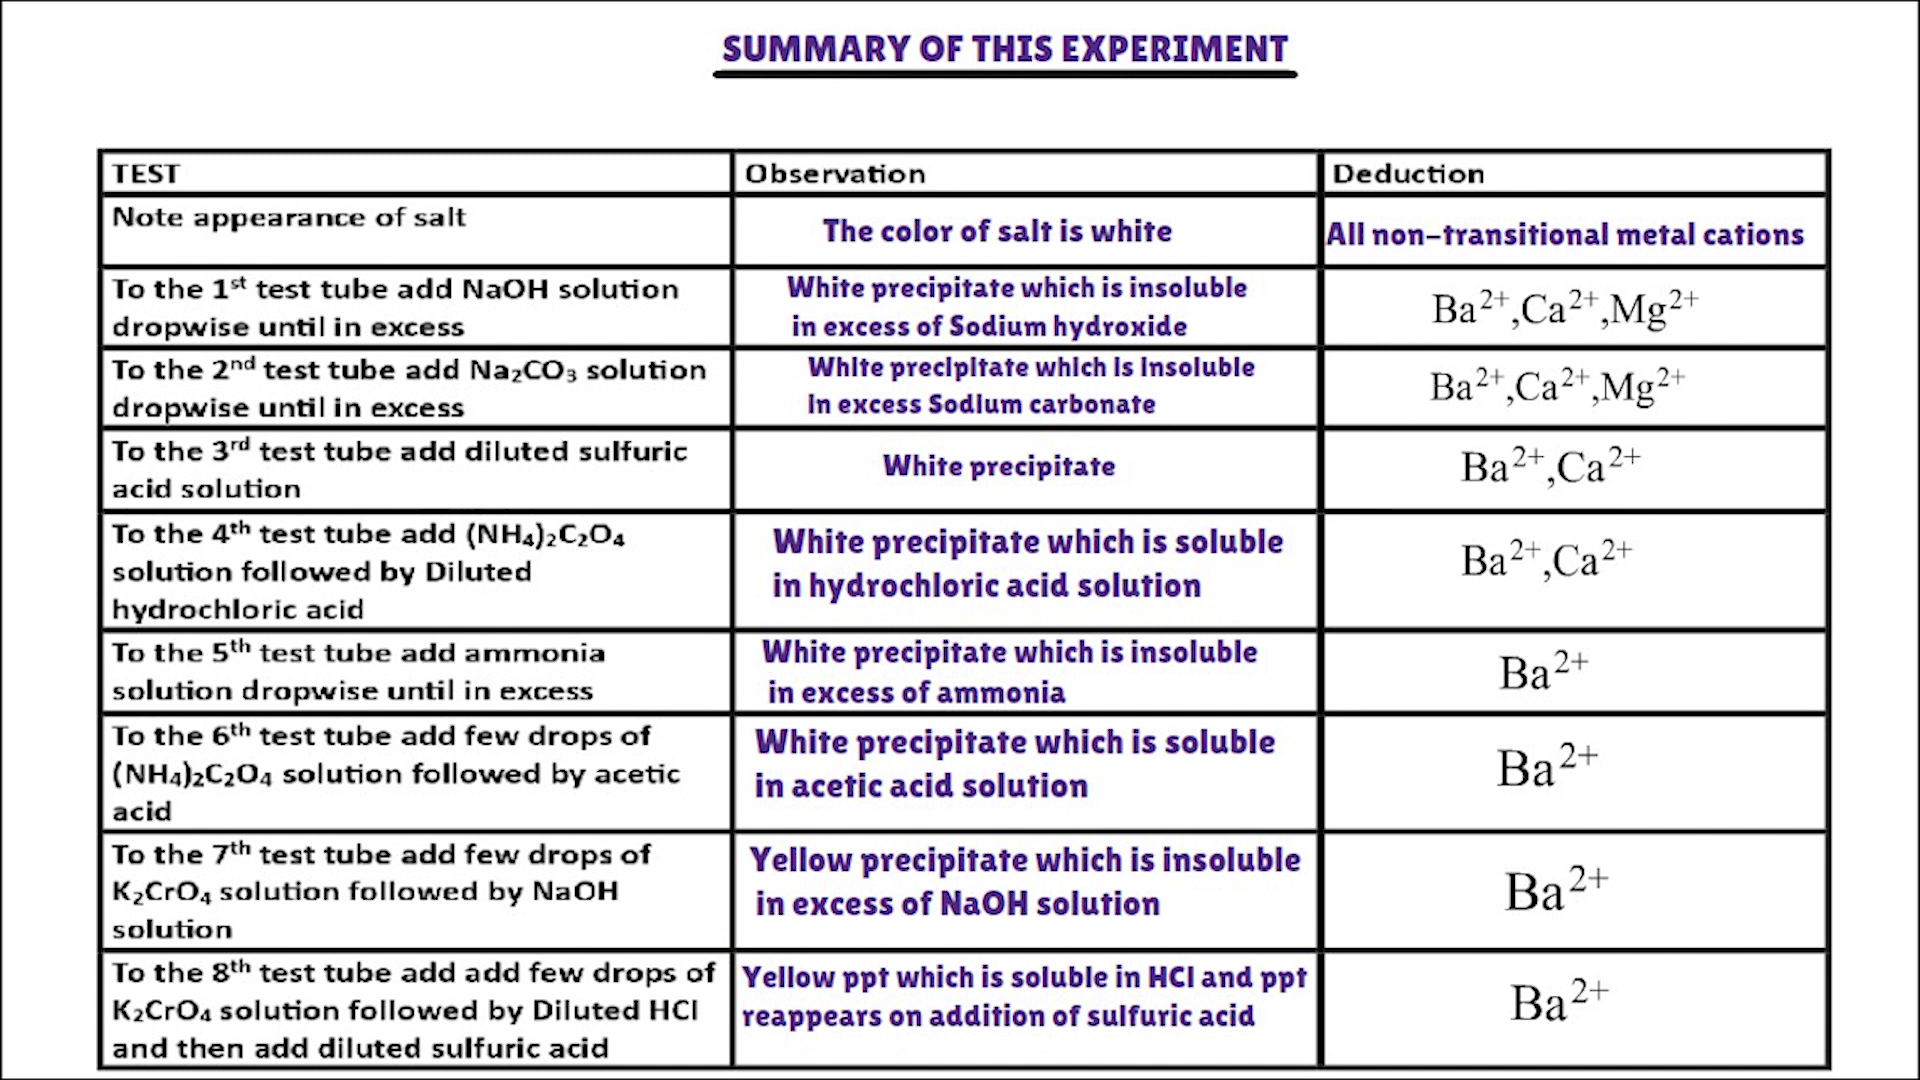 SUMMARY OF THIS EXPERIMENT
TEST
Observation
Deduction
Note appearance of salt
The color of salt is white
All non-transitional metal cations
To the 1st test tube add NaOH solution
dropwise until in excess
White precipitate which is insoluble
in excess of Sodium hydroxide
Ba²⁺,Ca²⁺,Mg²⁺
To the 2nd test tube add Na₂CO₃ solution
dropwise until in excess
White precipitate which is insoluble
in excess Sodium carbonate
Ba²⁺,Ca²⁺,Mg²⁺
To the 3rd test tube add diluted sulfuric
acid solution
White precipitate
Ba²⁺,Ca²⁺
To the 4th test tube add (NH₄)₂C₂O₄
solution followed by Diluted
hydrochloric acid
White precipitate which is soluble
in hydrochloric acid solution
Ba²⁺,Ca²⁺
To the 5th test tube add ammonia
solution dropwise until in excess
White precipitate which is insoluble
in excess of ammonia
Ba²⁺
To the 6th test tube add few drops of
(NH₄)₂C₂O₄ solution followed by acetic
acid
White precipitate which is soluble
in acetic acid solution
Ba²⁺
To the 7th test tube add few drops of
K₂CrO₄ solution followed by NaOH
solution
Yellow precipitate which is insoluble
in excess of NaOH solution
Ba²⁺
To the 8th test tube add add few drops of
K₂CrO₄ solution followed by Diluted HCl
and then add diluted sulfuric acid
Yellow ppt which is soluble in HCl and ppt
reappears on addition of sulfuric acid
Ba²⁺